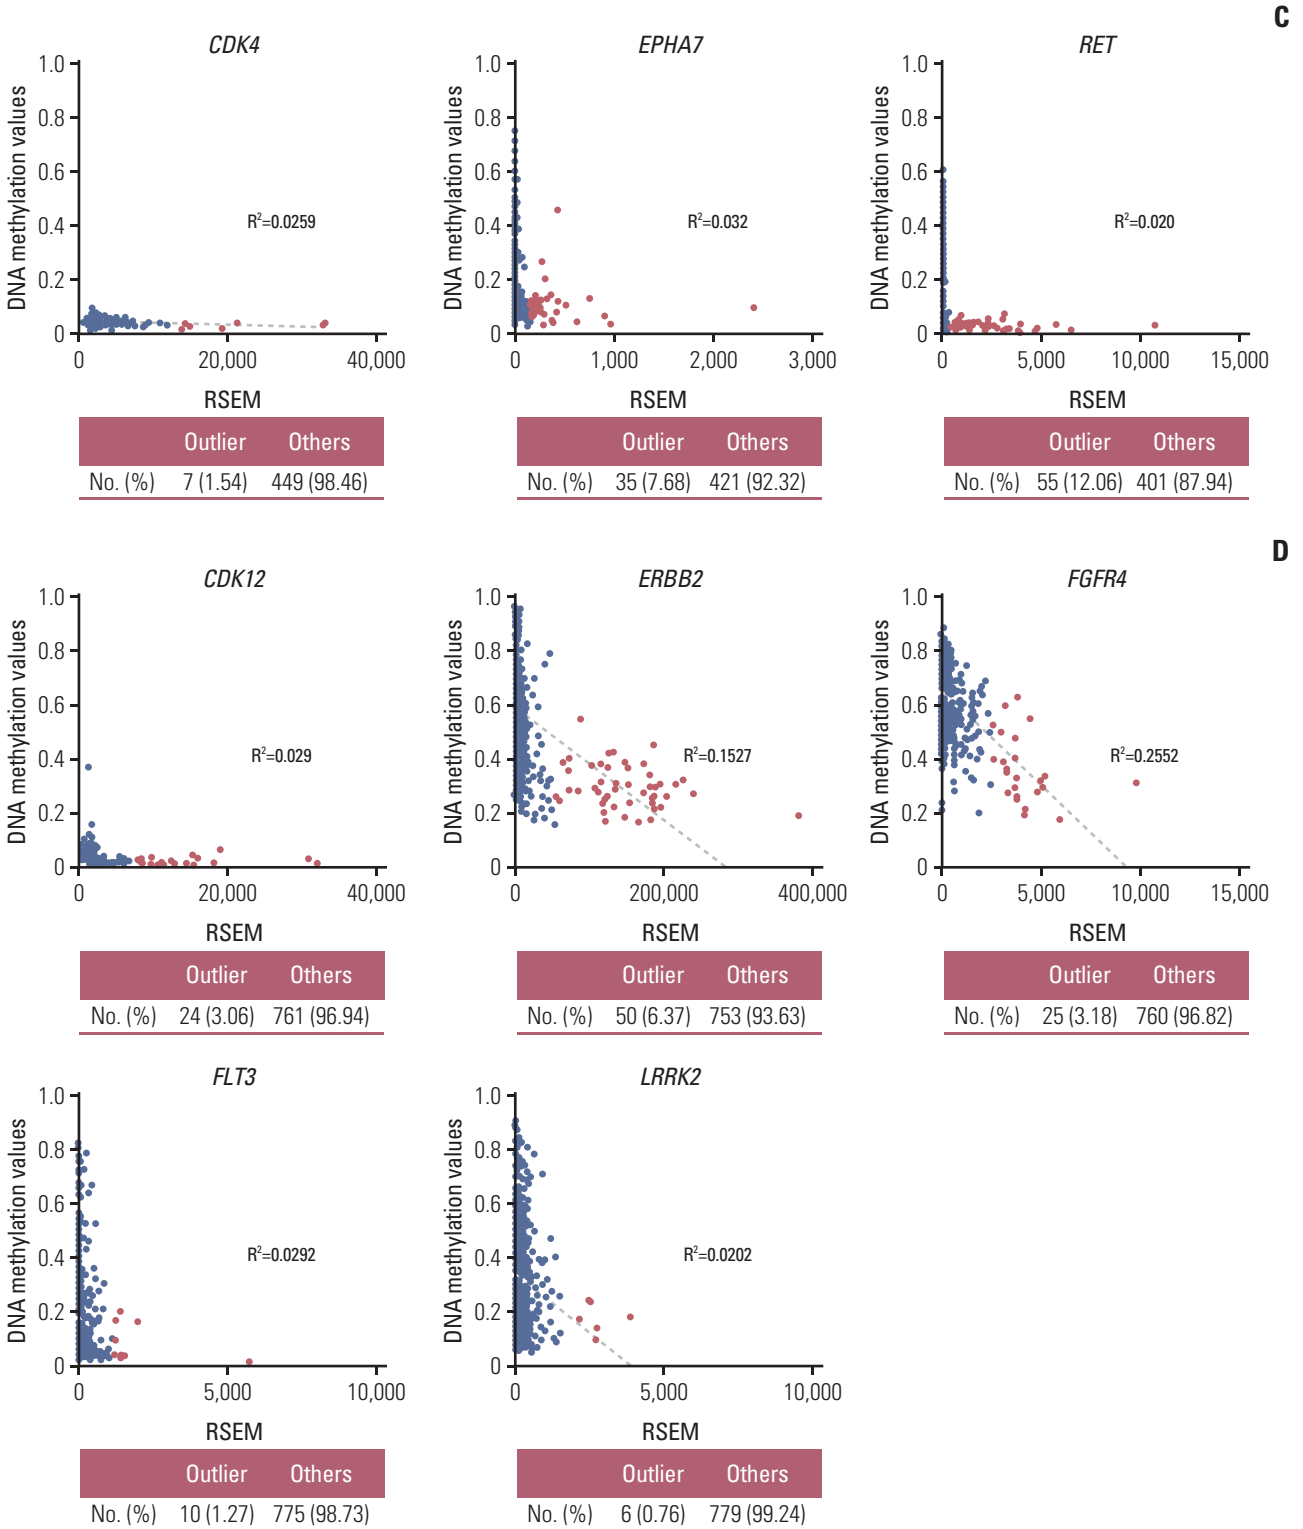 C
CDK4
1.0
0.8
0.6
0.4
0.2
0
DNA methylation values
R²=0.0259
0 20,000 40,000
RSEM
Outlier Others
No. (%) 7 (1.54) 449 (98.46)
EPHA7
1.0
0.8
0.6
0.4
0.2
0
DNA methylation values
R²=0.032
0 1,000 2,000 3,000
RSEM
Outlier Others
No. (%) 35 (7.68) 421 (92.32)
RET
1.0
0.8
0.6
0.4
0.2
0
DNA methylation values
R²=0.020
0 5,000 10,000 15,000
RSEM
Outlier Others
No. (%) 55 (12.06) 401 (87.94)
D
CDK12
1.0
0.8
0.6
0.4
0.2
0
DNA methylation values
R²=0.029
0 20,000 40,000
RSEM
Outlier Others
No. (%) 24 (3.06) 761 (96.94)
ERBB2
1.0
0.8
0.6
0.4
0.2
0
DNA methylation values
R²=0.1527
0 200,000 400,000
RSEM
Outlier Others
No. (%) 50 (6.37) 753 (93.63)
FGFR4
1.0
0.8
0.6
0.4
0.2
0
DNA methylation values
R²=0.2552
0 5,000 10,000 15,000
RSEM
Outlier Others
No. (%) 25 (3.18) 760 (96.82)
FLT3
1.0
0.8
0.6
0.4
0.2
0
DNA methylation values
R²=0.0292
0 5,000 10,000
RSEM
Outlier Others
No. (%) 10 (1.27) 775 (98.73)
LRRK2
1.0
0.8
0.6
0.4
0.2
0
DNA methylation values
R²=0.0202
0 5,000 10,000
RSEM
Outlier Others
No. (%) 6 (0.76) 779 (99.24)